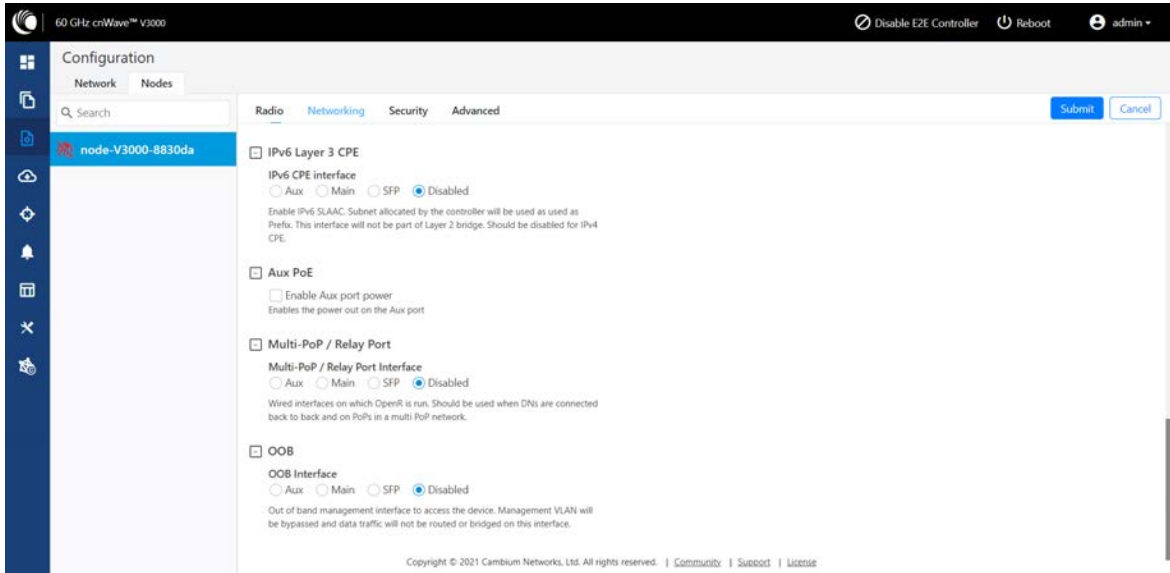 60 GHz cnWave™ V3000
Disable E2E Controller
Reboot
admin
Configuration
Network Nodes
Search
Radio Networking Security Advanced
Submit Cancel
node-V3000-8830da
IPv6 Layer 3 CPE
IPv6 CPE interface
Aux Main SFP Disabled
Enable IPv6 SLAAC. Subnet allocated by the controller will be used as used as
Prefix. This interface will not be part of Layer 2 bridge. Should be disabled for IPv4
CPE.
Aux PoE
Enable Aux port power
Enables the power out on the Aux port
Multi-PoP / Relay Port
Multi-PoP / Relay Port Interface
Aux Main SFP Disabled
Wired interfaces on which OpenR is run. Should be used when DNs are connected
back to back and on PoPs in a multi PoP network.
OOB
OOB Interface
Aux Main SFP Disabled
Out of band management interface to access the device. Management VLAN will
be bypassed and data traffic will not be routed or bridged on this interface.
Copyright © 2021 Cambium Networks, Ltd. All rights reserved. | Community | Support | License